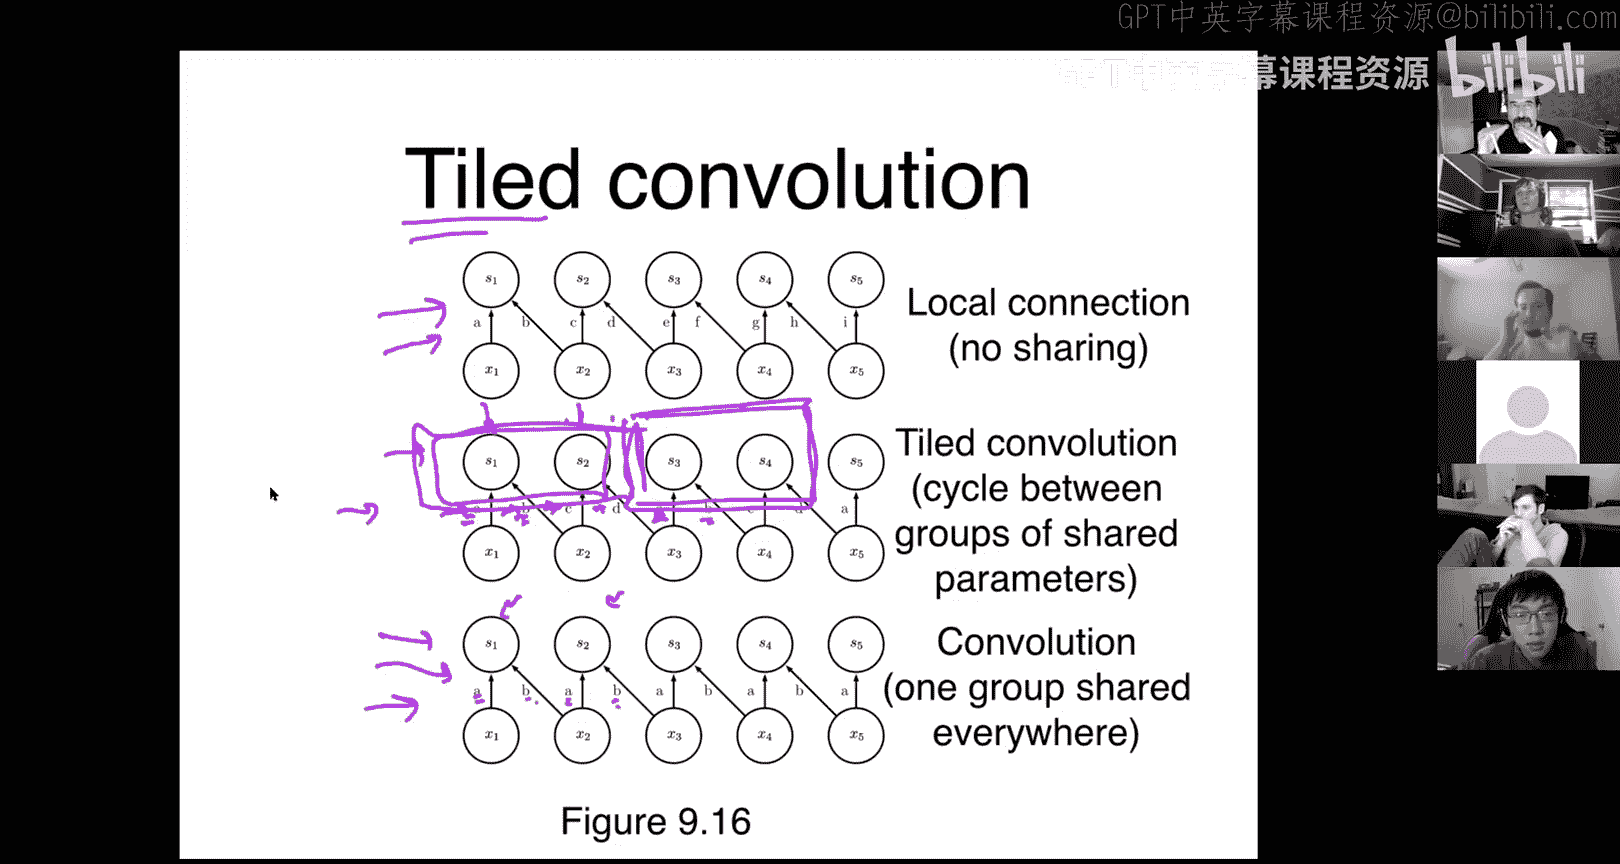 GPT中英字幕课程资源@bilibili.com
幕课程资源 bilibili
Tiled convolution
s1 s2 s3 s4 s5
a b c d e f g h i
x1 x2 x3 x4 x5
Local connection
(no sharing)
s1 s2 s3 s4 s5
d a
x1 x2 x3 x4 x5
Tiled convolution
(cycle between
groups of shared
parameters)
s1 s2 s3 s4 s5
a b a b a b a b a
x1 x2 x3 x4 x5
Convolution
(one group shared
everywhere)
Figure 9.16